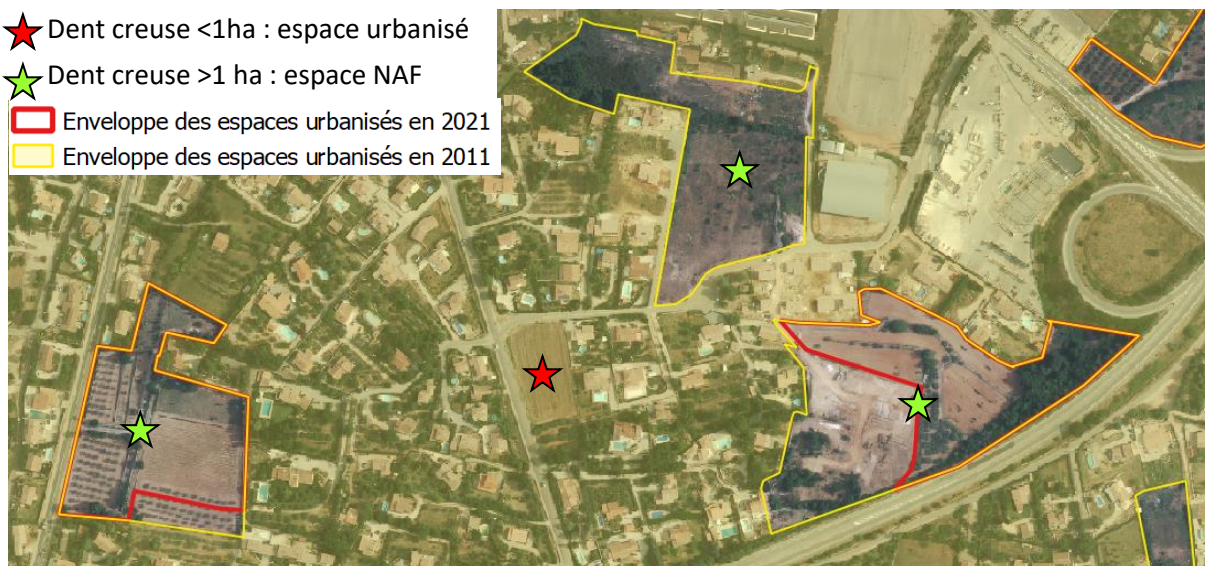 Dent creuse <1ha : espace urbanisé
Dent creuse >1 ha : espace NAF
Enveloppe des espaces urbanisés en 2021
Enveloppe des espaces urbanisés en 2011